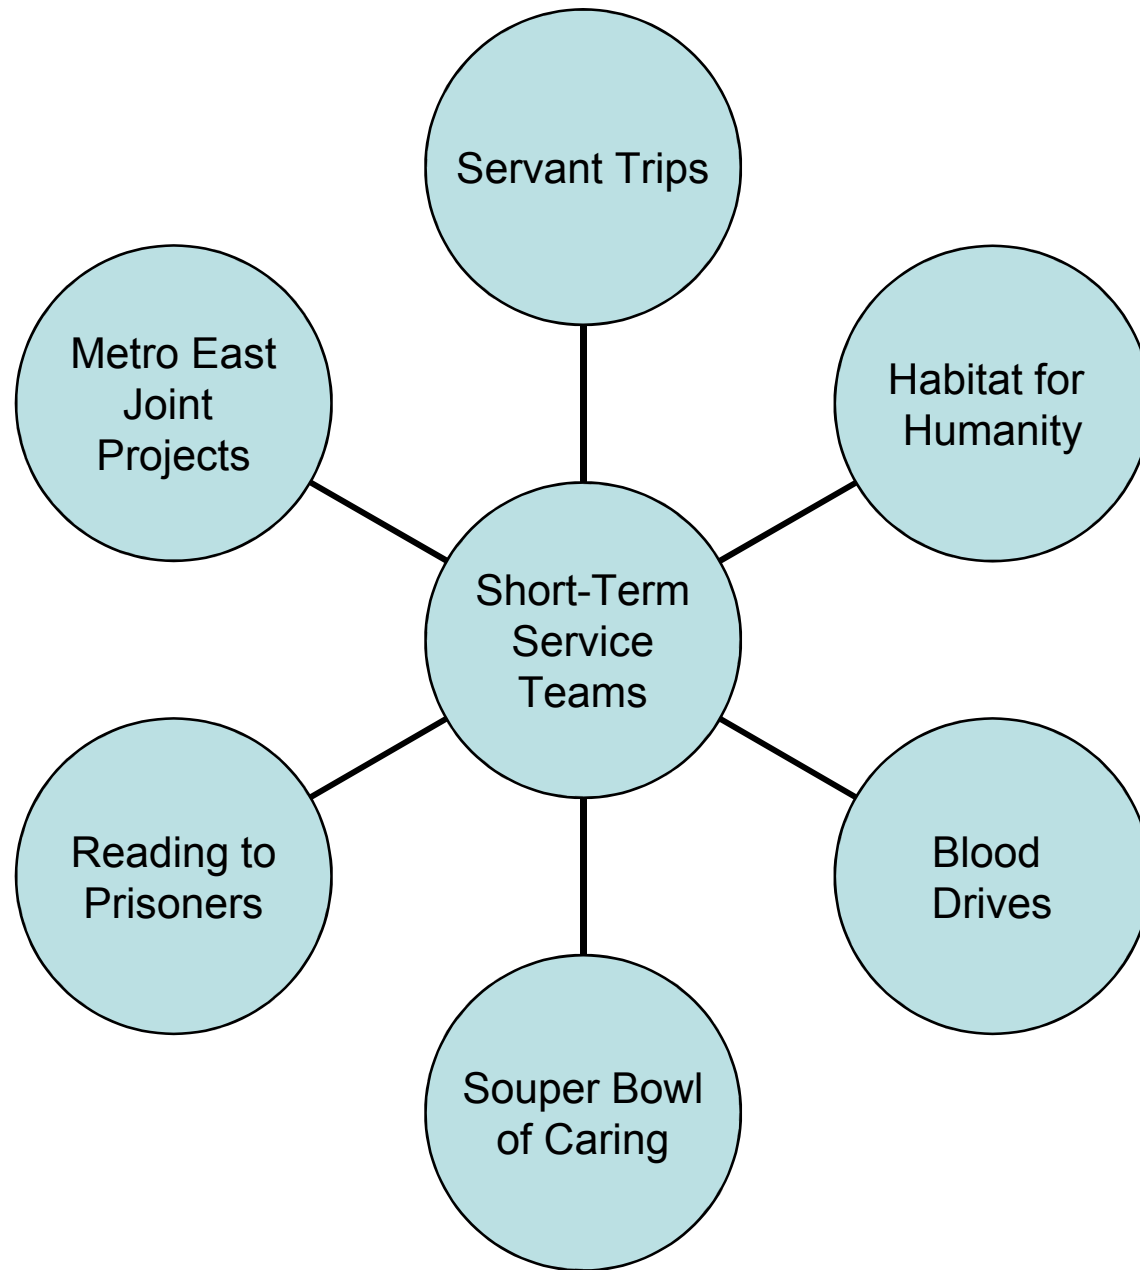 Servant Trips
Metro East
Joint
Projects
Habitat for
Humanity
Short-Term
Service
Teams
Reading to
Prisoners
Blood
Drives
Souper Bowl
of Caring